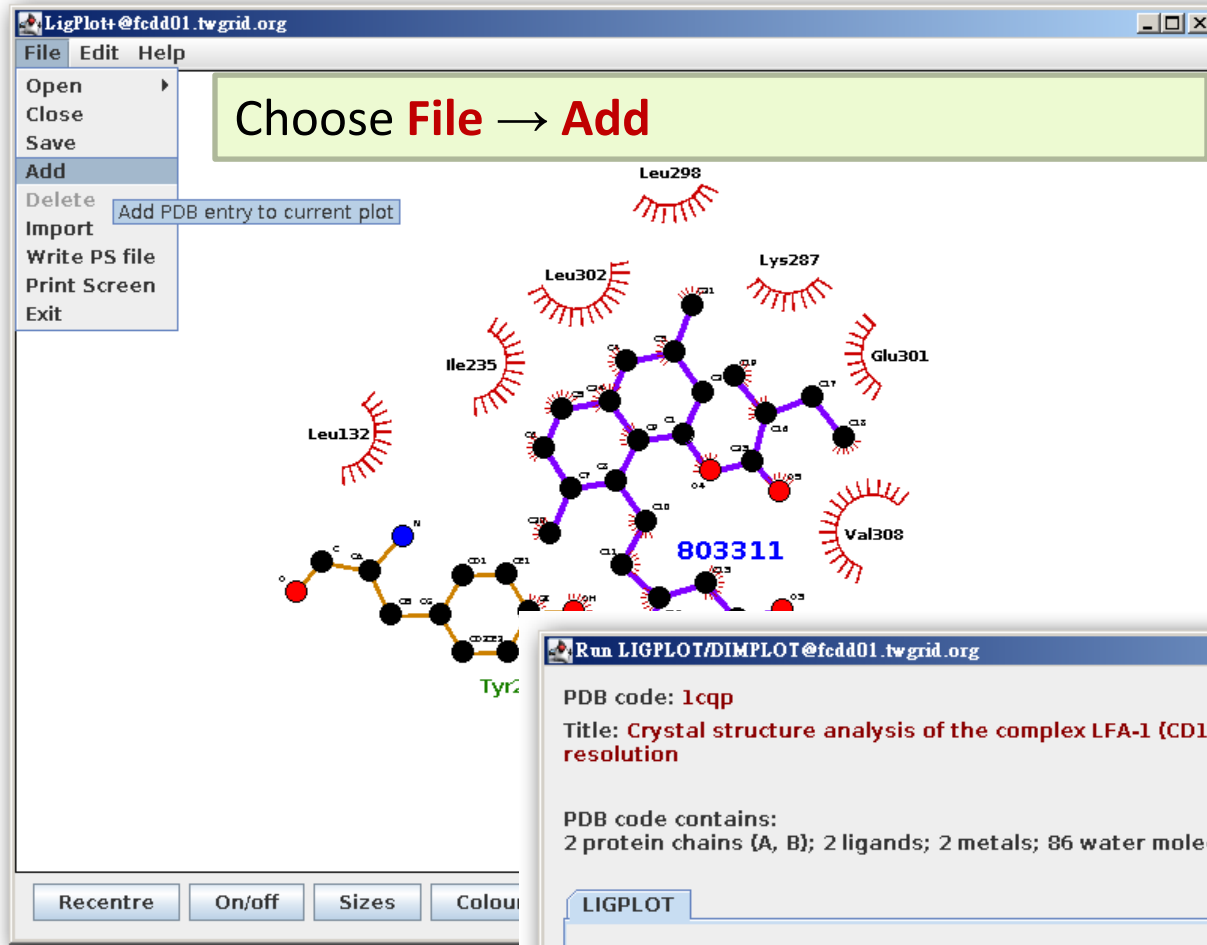 LigPlot+@fcdd01.twgrid.org
File Edit Help
Open
Close
Save
Add
Delete
Import
Write PS file
Print Screen
Exit
Add PDB entry to current plot
Choose File → Add
Leu298
Lys287
Leu302
Glu301
Ile235
Leu132
Val308
803311
Tyr2
Run LIGPLOT/DIMPLOT@fcdd01.twgrid.org
PDB code: 1cqp
Title: Crystal structure analysis of the complex LFA-1 (CD1
resolution
PDB code contains:
2 protein chains (A, B); 2 ligands; 2 metals; 86 water mole
Recentre On/off Sizes Colou
LIGPLOT